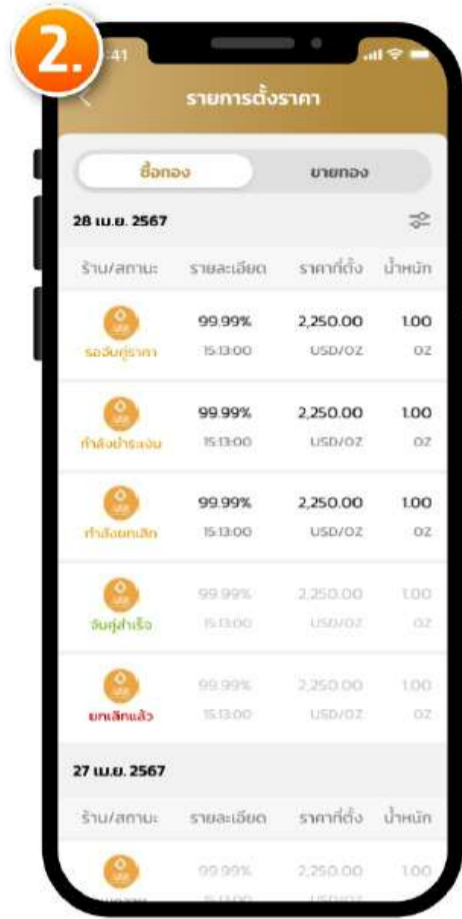 2.
:41
รายการตั้งราคา
ซื้อทอง ขายทอง
28 เม.ย. 2567
ร้าน/สถานะ รายละเอียด ราคาที่ตั้ง น้ำหนัก
99.99% 2,250.00 1.00
รอจับคู่ราคา 15:13:00 USD/OZ OZ
99.99% 2,250.00 1.00
กำลังชำระเงิน 15:13:00 USD/OZ OZ
99.99% 2,250.00 1.00
กำลังยกเลิก 15:13:00 USD/OZ OZ
99.99% 2,250.00 1.00
จับคู่สำเร็จ 15:13:00 USD/OZ OZ
99.99% 2,250.00 1.00
ยกเลิกแล้ว 15:13:00 USD/OZ OZ
27 เม.ย. 2567
ร้าน/สถานะ รายละเอียด ราคาที่ตั้ง น้ำหนัก
99.99% 2,250.00 1.00